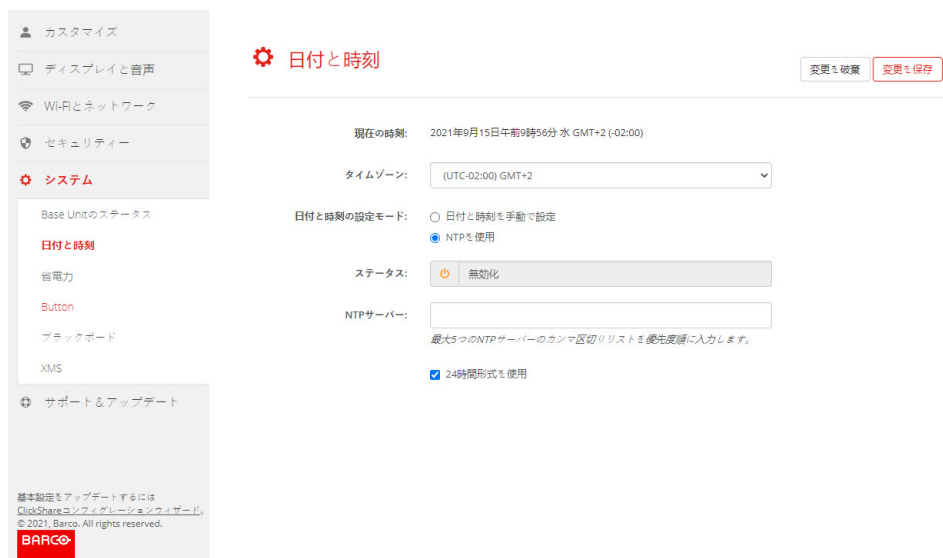 カスタマイズ
ディスプレイと音声
Wi-Fiとネットワーク
セキュリティー
システム
Base Unitのステータス
日付と時刻
省電力
Button
ブラックボード
XMS
サポート＆アップデート
基本設定をアップデートするには
ClickShareコンフィグレーションウィザード。
© 2021, Barco. All rights reserved.
BARCO
日付と時刻
変更を破棄
変更を保存
現在の時刻: 2021年9月15日午前9時56分 水 GMT+2 (-02:00)
タイムゾーン: (UTC-02:00) GMT+2
日付と時刻の設定モード: 日付と時刻を手動で設定
NTPを使用
ステータス: 無効化
NTPサーバー:
最大5つのNTPサーバーのカンマ区切りリストを優先度順に入力します。
24時間形式を使用